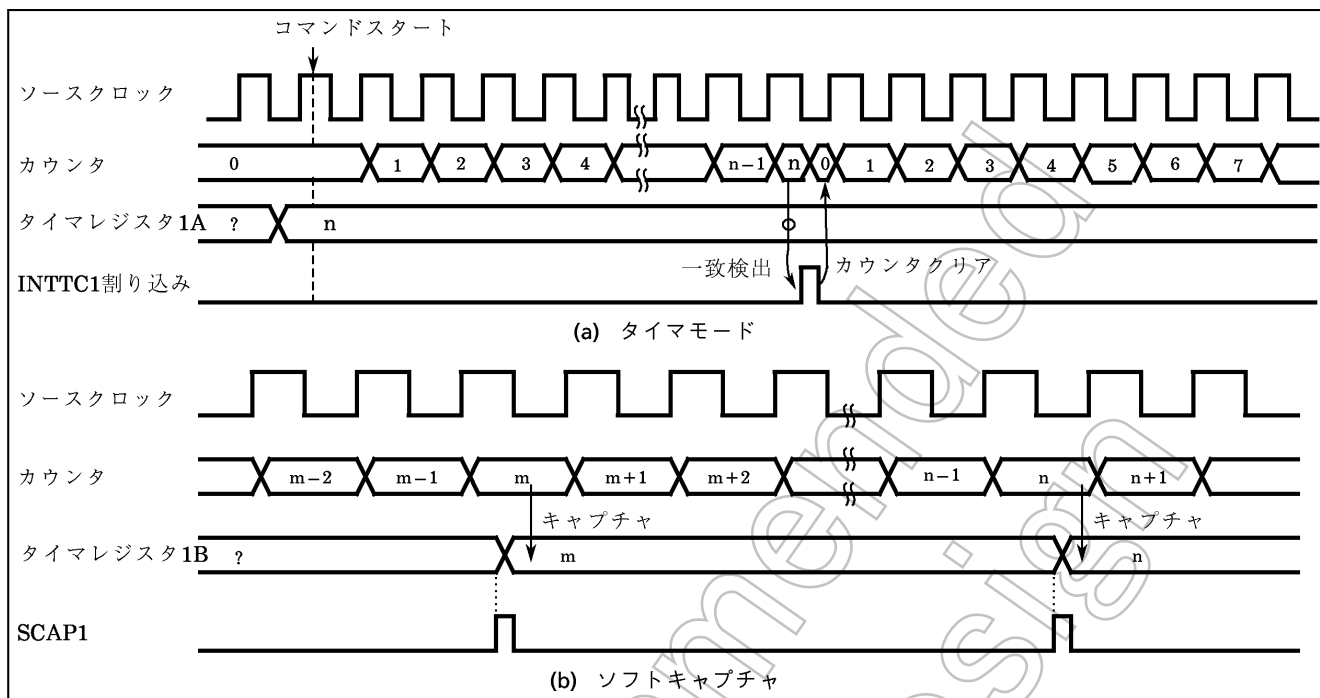 コマンドスタート
ソースクロック
カウンタ 0 1 2 3 4 n−1 n 0 1 2 3 4 5 6 7
タイマレジスタ1A ? n
一致検出 カウンタクリア
INTTC1割り込み
(a) タイマモード
ソースクロック
カウンタ m−2 m−1 m m+1 m+2 n−1 n n+1
キャプチャ キャプチャ
タイマレジスタ1B ? m n
SCAP1
(b) ソフトキャプチャ
mmended
sign